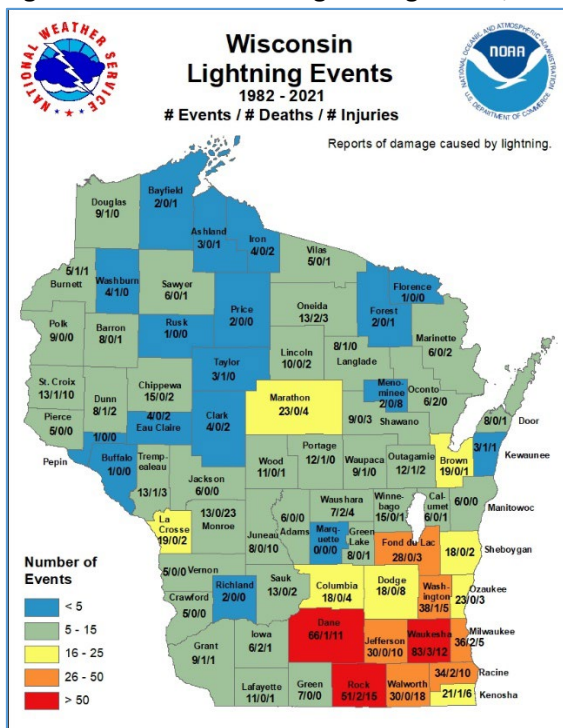 NATIONAL WEATHER SERVICE
Wisconsin
Lightning Events
1982 - 2021
# Events / # Deaths / # Injuries
NATIONAL OCEANIC AND ATMOSPHERIC ADMINISTRATION
NOAA
U.S. DEPARTMENT OF COMMERCE
Reports of damage caused by lightning.
Douglas
9/1/0
Bayfield
2/0/1
Ashland
3/0/1
Iron
4/0/2
Vilas
5/0/1
5/1/1
Burnett
Washburn
4/1/0
Sawyer
6/0/1
Price
2/0/0
Oneida
13/2/3
Forest
2/0/1
Florence
1/0/0
Marinette
6/0/2
Polk
9/0/0
Barron
8/0/1
Rusk
1/0/0
Taylor
3/1/0
Lincoln
10/0/2
8/1/0
Langlade
St. Croix
13/1/10
Dunn
8/1/2
Chippewa
15/0/2
Clark
4/0/2
Marathon
23/0/4
Meno-
minee
2/0/8
Oconto
6/2/0
9/0/3
Shawano
Pierce
5/0/0
1/0/0
Pepin
4/0/2
Eau Claire
Buffalo
1/0/0
Tremp-
ealeau
13/1/3
Jackson
6/0/0
Wood
11/0/1
Portage
12/1/0
Waupaca
9/1/0
Outagamie
12/1/2
Brown
19/0/1
8/0/1
Door
3/1/1
Kewaunee
La
Crosse
19/0/2
13/0/23
Monroe
Juneau
8/0/10
6/0/0
Adams
Waushara
7/2/4
Winne-
bago
15/0/1
Cal-
umet
6/0/1
6/0/0
Manitowoc
Mar-
quette
0/0/0
Green
Lake
8/0/1
Fond du Lac
28/0/3
18/0/2
Sheboygan
5/0/0
Vernon
Crawford
5/0/0
Richland
2/0/0
Sauk
13/0/2
Columbia
18/0/4
Dodge
18/0/8
Wash-
ington
38/1/5
Ozaukee
23/0/3
Grant
9/1/1
Iowa
6/2/1
Dane
66/1/11
Jefferson
30/0/10
Waukesha
83/3/12
Milwaukee
36/2/5
Lafayette
11/0/1
Green
7/0/0
Rock
51/2/15
Walworth
30/0/18
34/2/10
Racine
21/1/6
Kenosha
Number of
Events
< 5
5 - 15
16 - 25
26 - 50
> 50